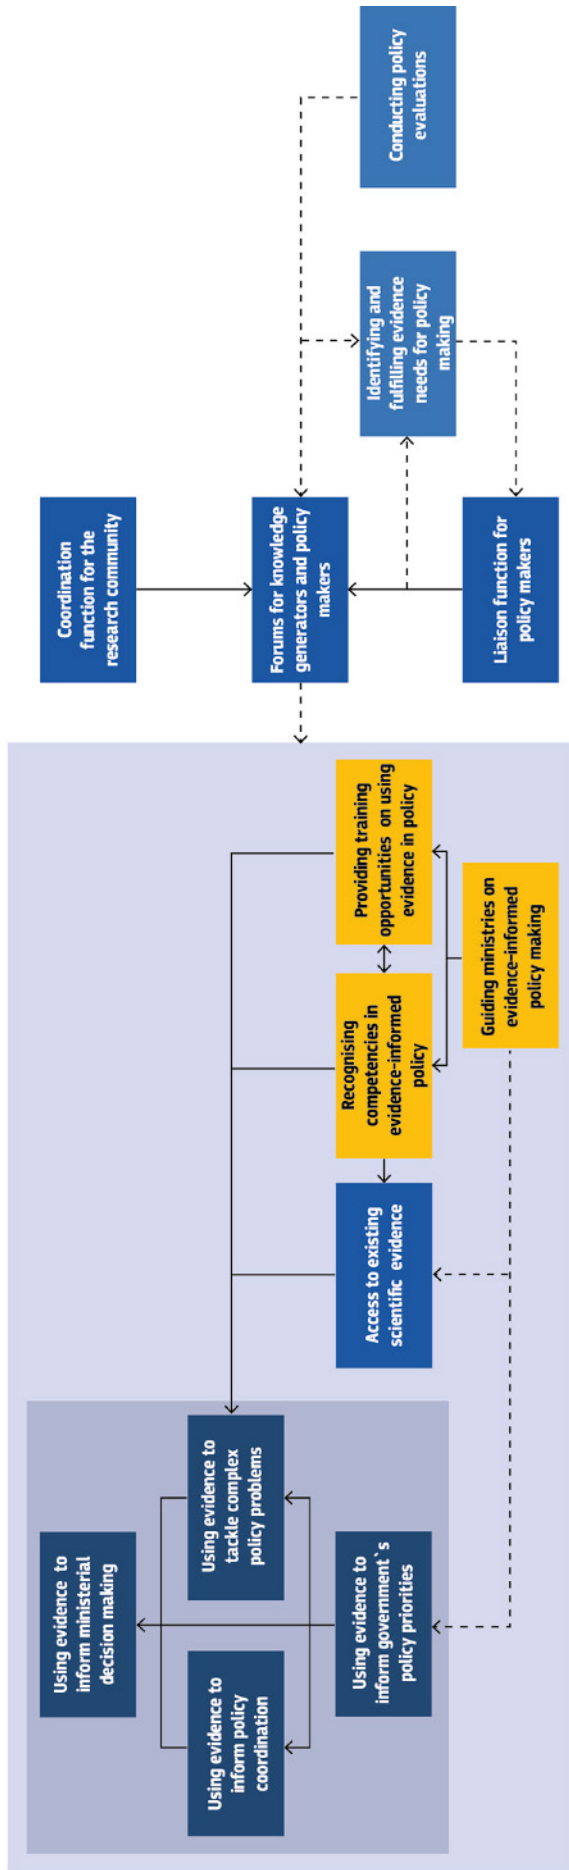 Using evidence to
inform ministerial
decision making
Using evidence to
inform policy
coordination
Using evidence to
tackle complex
policy problems
Using evidence to
inform government`s
policy priorities
Access to existing
scientific evidence
Recognising
competencies in
evidence-informed
policy
Providing training
opportunities on using
evidence in policy
Guiding ministries on
evidence-informed
policy making
Coordination
function for the
research community
Forums for knowledge
generators and policy
makers
Liaison function for
policy makers
Identifying and
fulfilling evidence
needs for policy
making
Conducting policy
evaluations